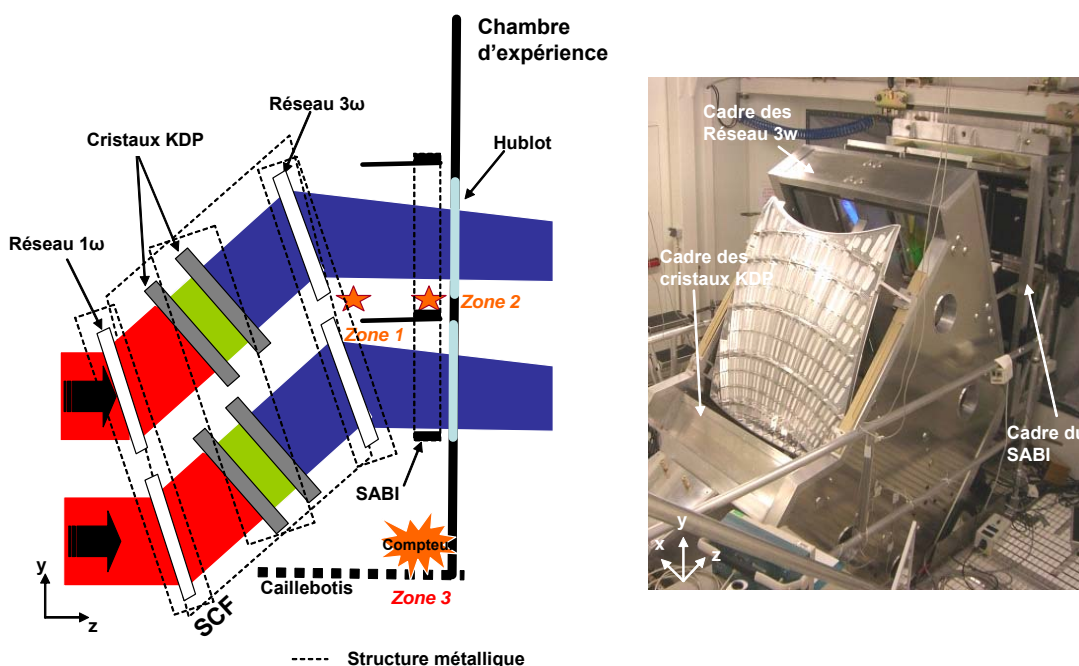 Chambre
d'expérience
Réseau 3ω
Cristaux KDP
Hublot
Réseau 1ω
Zone 2
Zone 1
SABI
Compteur
Caillebotis
Zone 3
SCF
y
z
Structure métallique
Cadre des
Réseau 3w
Cadre des
cristaux KDP
Cadre du
SABI
y
x
z